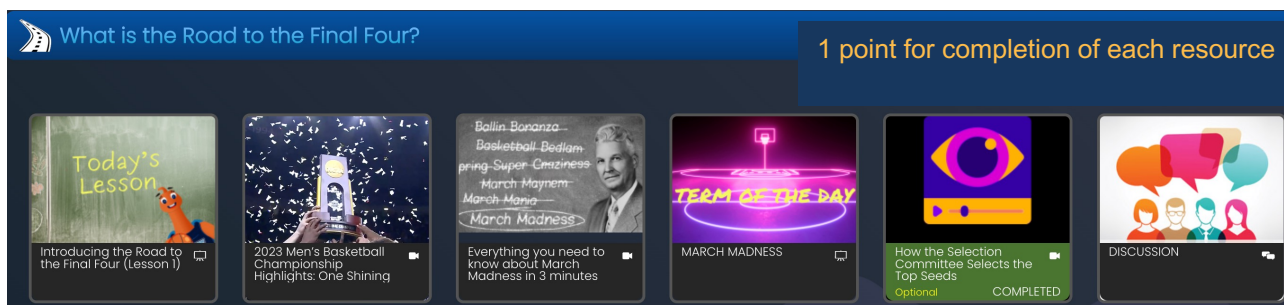 What is the Road to the Final Four?
1 point for completion of each resource
Today's
Lesson
Introducing the Road to
the Final Four (Lesson 1)
2023 Men's Basketball
Championship
Highlights: One Shining
Ballin Bonanza
Basketball Bedlam
pring Super Craziness
March Mayhem
March Mania
March Madness
Everything you need to
know about March
Madness in 3 minutes
TERM OF THE DAY
MARCH MADNESS
How the Selection
Committee Selects the
Top Seeds
Optional COMPLETED
DISCUSSION